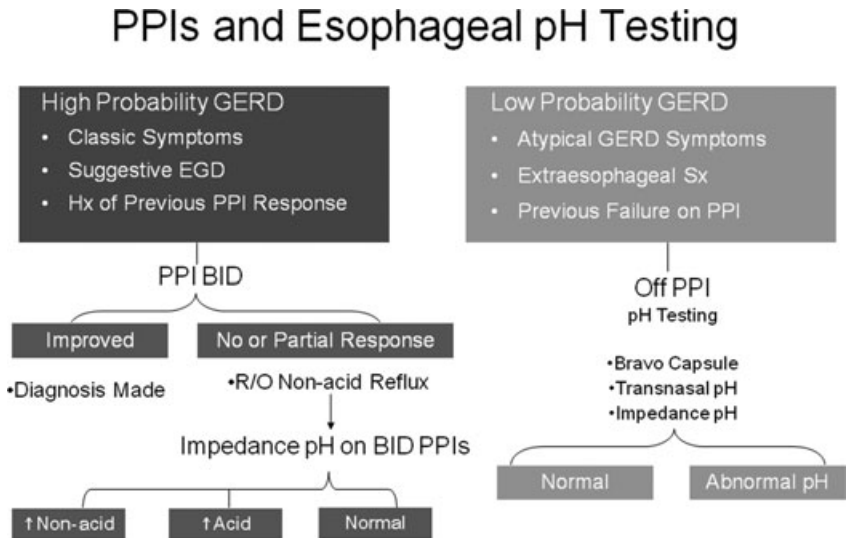 PPIs and Esophageal pH Testing
High Probability GERD
• Classic Symptoms
• Suggestive EGD
• Hx of Previous PPI Response
PPI BID
Improved
No or Partial Response
•Diagnosis Made
•R/O Non-acid Reflux
Impedance pH on BID PPIs
↑Non-acid
↑Acid
Normal
Low Probability GERD
• Atypical GERD Symptoms
• Extraesophageal Sx
• Previous Failure on PPI
Off PPI
pH Testing
•Bravo Capsule
•Transnasal pH
•Impedance pH
Normal
Abnormal pH